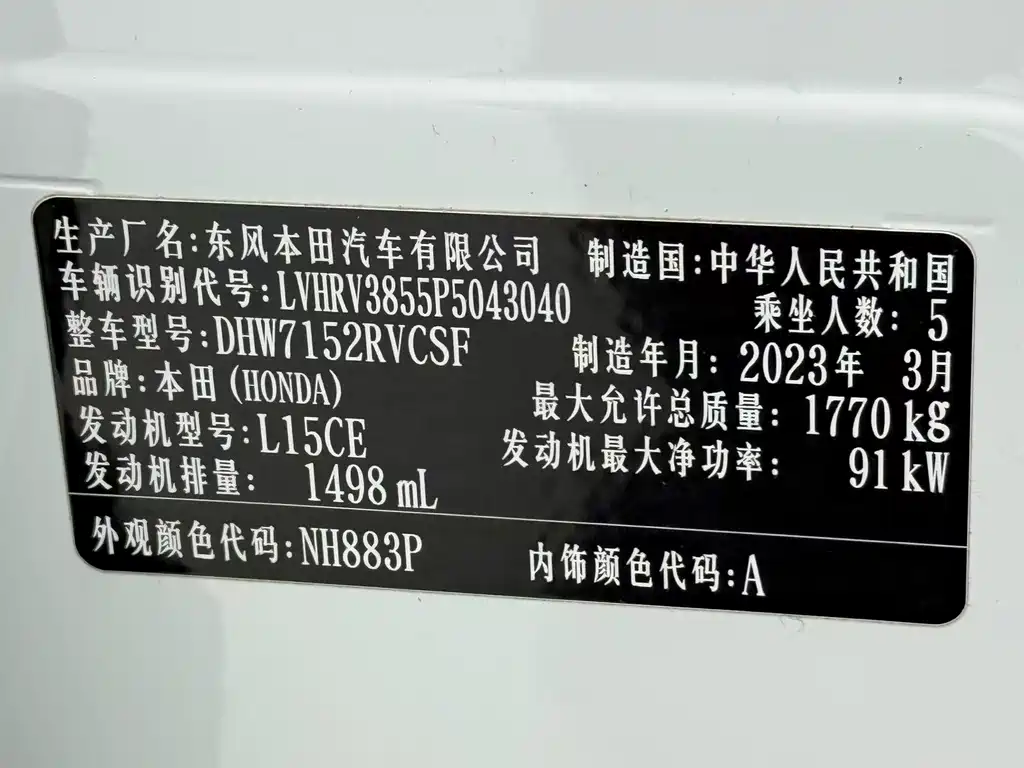 生产厂名:东风本田汽车有限公司 制造国:中华人民共和国
车辆识别代号:LVHRV3855P5043040 乘坐人数: 5
整车型号:DHW7152RVCSF 制造年月: 2023年 3月
品牌:本田(HONDA) 最大允许总质量: 1770 kg
发动机型号:L15CE 发动机最大净功率: 91 kW
发动机排量: 1498 mL
外观颜色代码:NH883P 内饰颜色代码:A